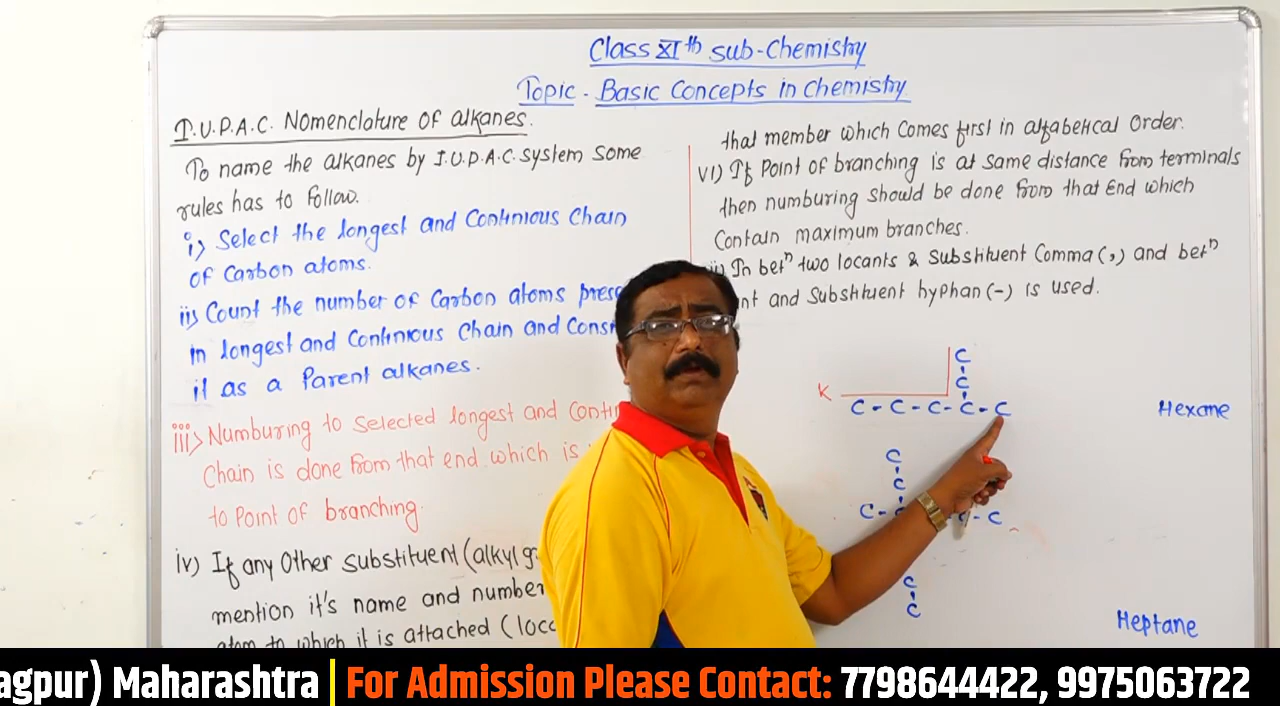 Class XIth sub-Chemistry
Topic - Basic Concepts in Chemistry
I.U.P.A.C. Nomenclature of alkanes.
To name the alkanes by I.U.P.A.C. system some
rules has to follow.
i) Select the longest and Continious Chain
of Carbon atoms.
ii) Count the number of Carbon atoms prese
in longest and Continious Chain and Cons
it as a Parent alkanes.
iii) Numburing to selected longest and conti
Chain is done from that end which is
to Point of branching.
iv) If any Other substituent (alkyl g
mention it's name and number
atom to which it is attached (loc
that member which Comes first in alfabetical Order.
VI) If Point of branching is at same distance from terminals
then numburing should be done from that End which
Contain maximum branches.
In betn two locants & Substituent Comma (,) and betn
nt and Substituent hyphan (-) is used.
C
C
K
C - C - C - C - C
Hexane
C
C
C - C
C - C
C
C
Heptane
agpur) Maharashtra | For Admission Please Contact: 7798644422, 9975063722